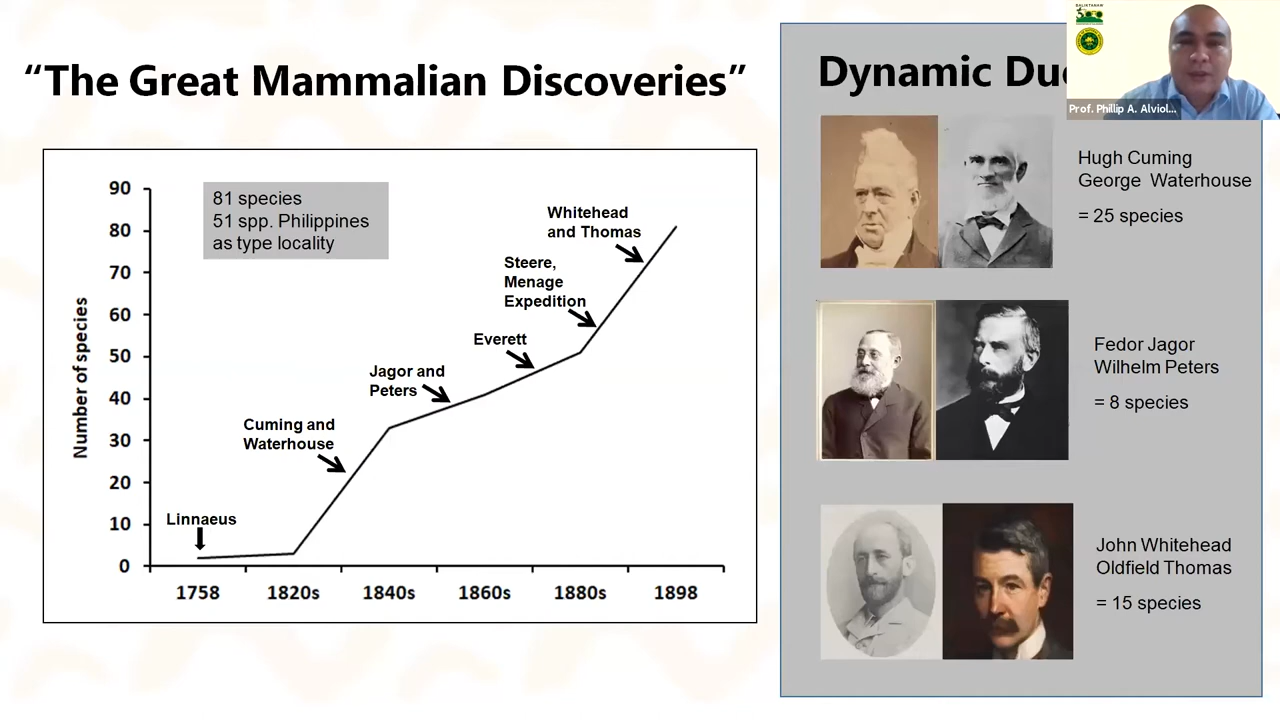 “The Great Mammalian Discoveries”
90
80
70
60
50
40
30
20
10
0
Number of species
81 species
51 spp. Philippines
as type locality
Linnaeus
Cuming and
Waterhouse
Jagor and
Peters
Everett
Steere,
Menage
Expedition
Whitehead
and Thomas
1758
1820s
1840s
1860s
1880s
1898
Dynamic
Hugh Cuming
George Waterhouse
= 25 species
Fedor Jagor
Wilhelm Peters
= 8 species
John Whitehead
Oldfield Thomas
= 15 species
Prof. Phillip A. Alviol...